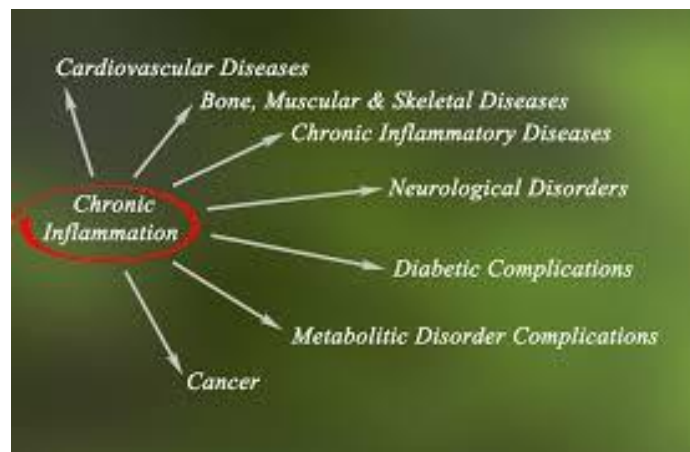 Cardiovascular Diseases
Bone, Muscular & Skeletal Diseases
Chronic Inflammatory Diseases
Neurological Disorders
Chronic
Inflammation
Diabetic Complications
Metabolitic Disorder Complications
Cancer